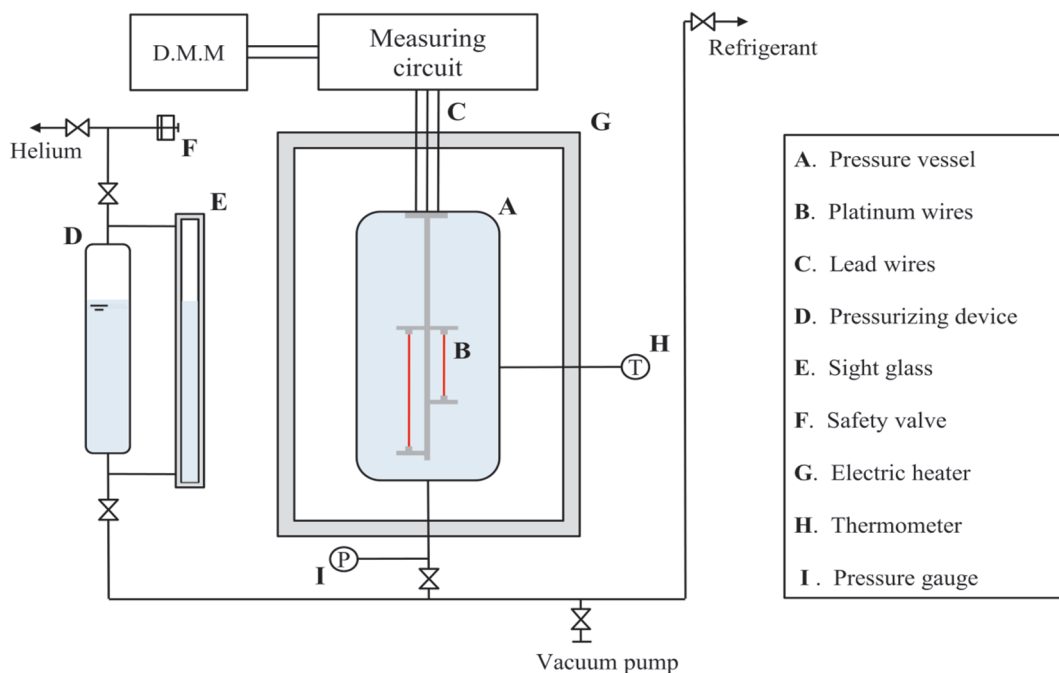 D.M.M
Measuring
circuit
Refrigerant
C
G
Helium
F
E
A
D
B
H
T
I
P
Vacuum pump
A. Pressure vessel
B. Platinum wires
C. Lead wires
D. Pressurizing device
E. Sight glass
F. Safety valve
G. Electric heater
H. Thermometer
I . Pressure gauge